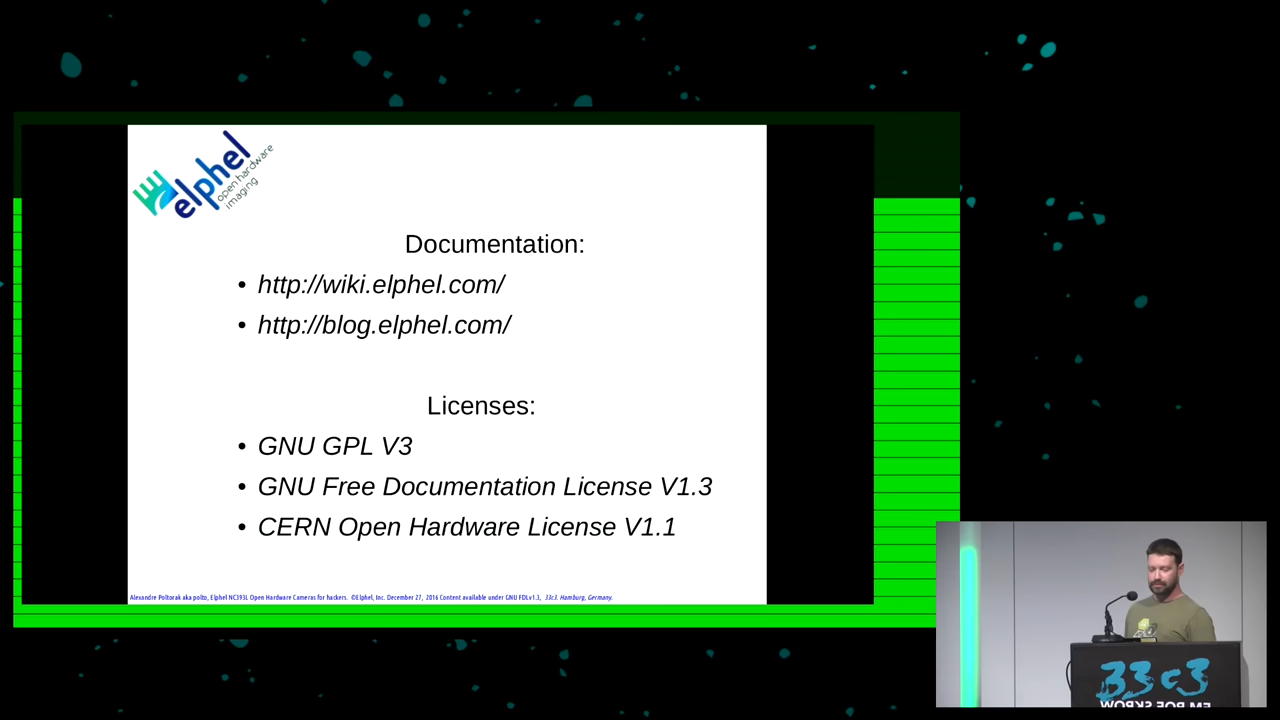 elphel
open hardware
imaging
Documentation:
• http://wiki.elphel.com/
• http://blog.elphel.com/
Licenses:
• GNU GPL V3
• GNU Free Documentation License V1.3
• CERN Open Hardware License V1.1
Alexandre Poltorak aka polto, Elphel NC393L Open Hardware Cameras for hackers. ©Elphel, Inc. December 27, 2016 Content available under GNU FDLv1.3, 33c3. Hamburg, Germany.
33c3